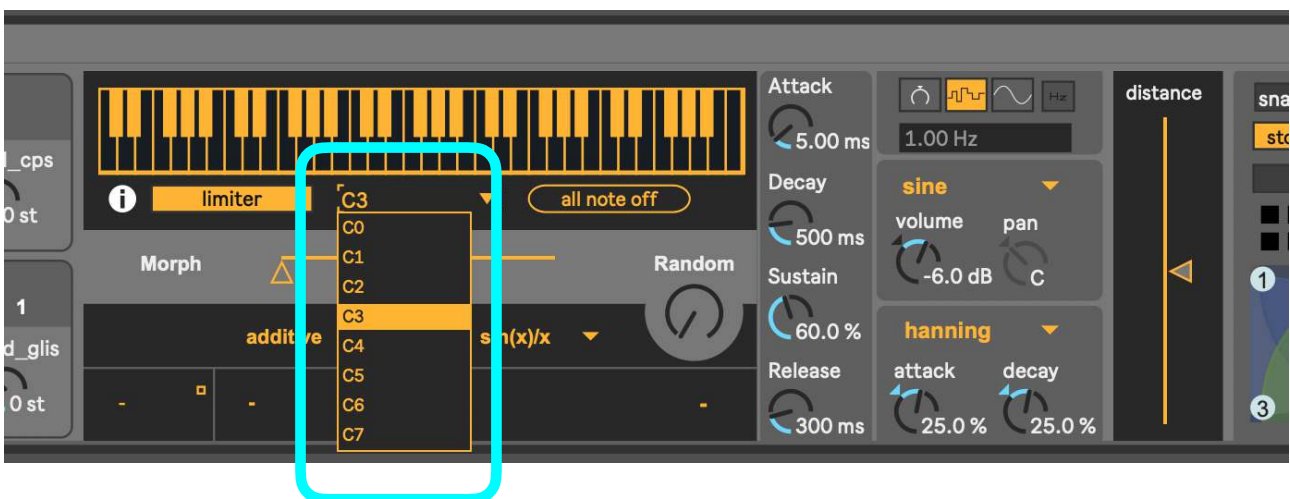 _cps
0 st
1
d_glis
0 st
i
limiter
C3
all note off
C0
C1
C2
C3
C4
C5
C6
C7
Morph
Random
additive
sin(x)/x
-
-
-
Attack
5.00 ms
Decay
500 ms
Sustain
60.0 %
Release
300 ms
Hz
1.00 Hz
sine
volume
pan
-6.0 dB
C
hanning
attack
decay
25.0 %
25.0 %
distance
sna
sto
1
3